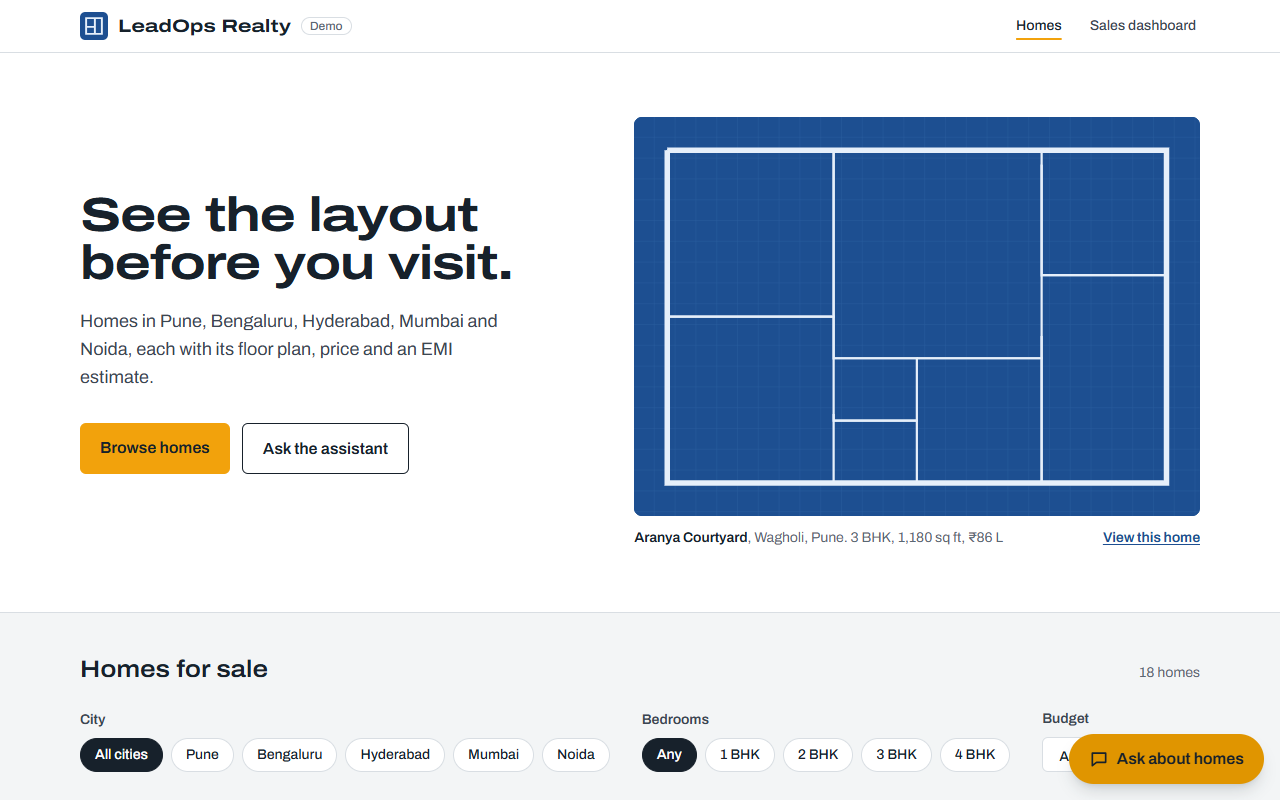 LeadOps Realty Demo Homes Sales dashboard
See the layout
before you visit.
Homes in Pune, Bengaluru, Hyderabad, Mumbai and
Noida, each with its floor plan, price and an EMI
estimate.
Browse homes Ask the assistant
Aranya Courtyard, Wagholi, Pune. 3 BHK, 1,180 sq ft, ₹86 L View this home
Homes for sale 18 homes
City Bedrooms Budget
All cities Pune Bengaluru Hyderabad Mumbai Noida Any 1 BHK 2 BHK 3 BHK 4 BHK
Ask about homes